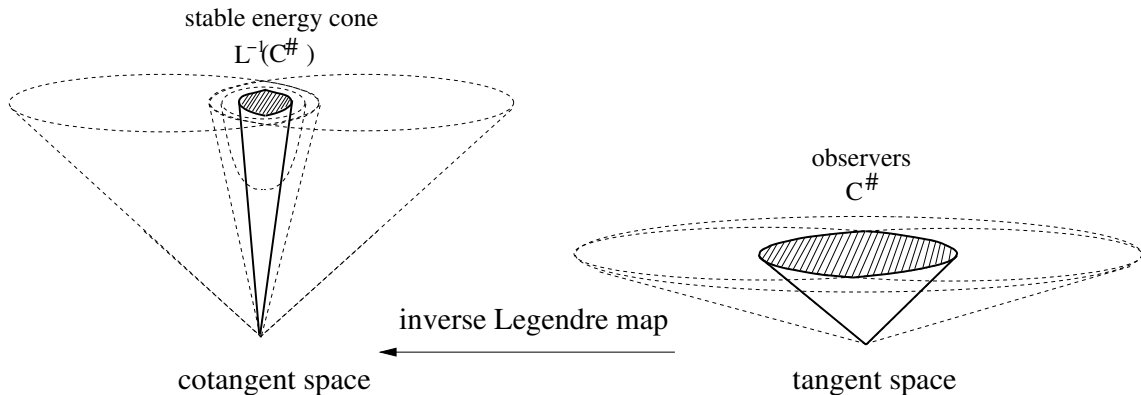 stable energy cone
L⁻¹(C#)
observers
C#
inverse Legendre map
cotangent space
tangent space